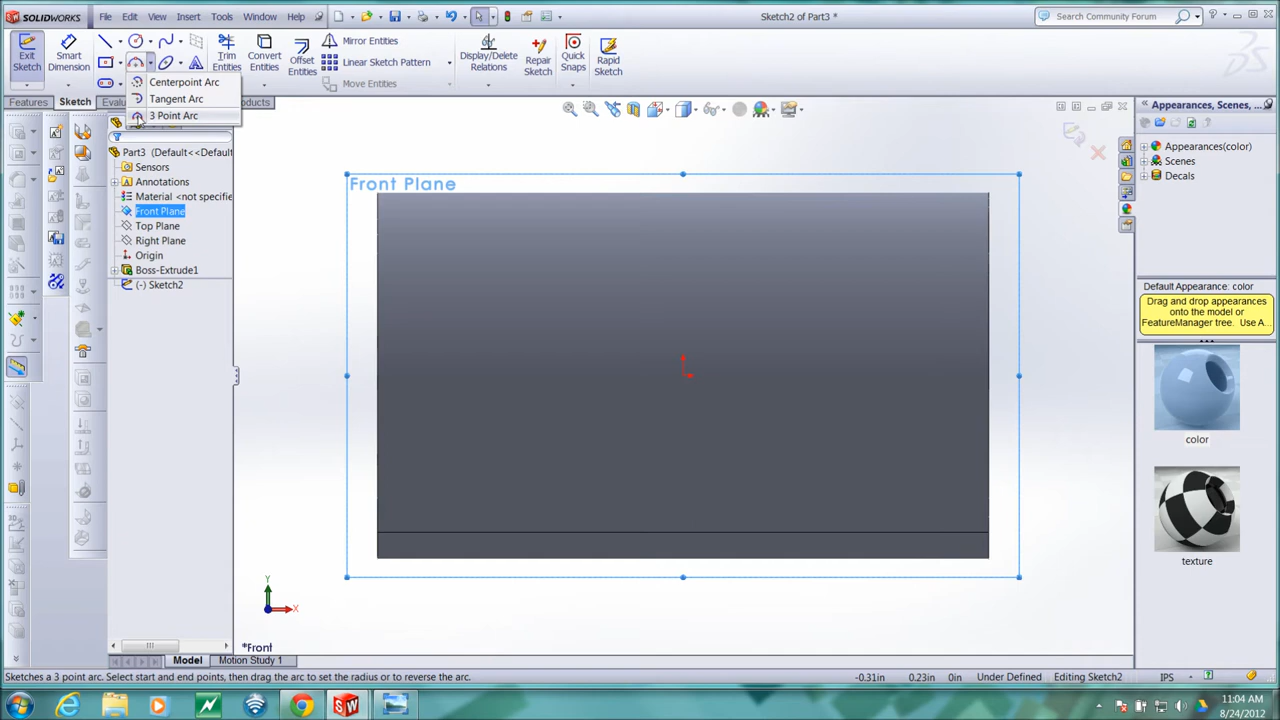 SOLIDWORKS File Edit View Insert Tools Window Help Sketch2 of Part3 * Search Community Forum
Exit Sketch
Smart Dimension
Trim Entities
Convert Entities
Offset Entities
Mirror Entities
Linear Sketch Pattern
Move Entities
Display/Delete Relations
Repair Sketch
Quick Snaps
Rapid Sketch
Centerpoint Arc
Tangent Arc
3 Point Arc
Features Sketch
Part3 (Default<<Default
Sensors
Annotations
Material <not specifie
Front Plane
Top Plane
Right Plane
Origin
Boss-Extrude1
(-) Sketch2
Front Plane
Y
X
*Front
Appearances, Scenes,
Appearances(color)
Scenes
Decals
Default Appearance: color
Drag and drop appearances
onto the model or
FeatureManager tree. Use A...
color
texture
Model Motion Study 1
Sketches a 3 point arc. Select start and end points, then drag the arc to set the radius or to reverse the arc. -0.31in 0.23in 0in Under Defined Editing Sketch2 IPS
11:04 AM
8/24/2012